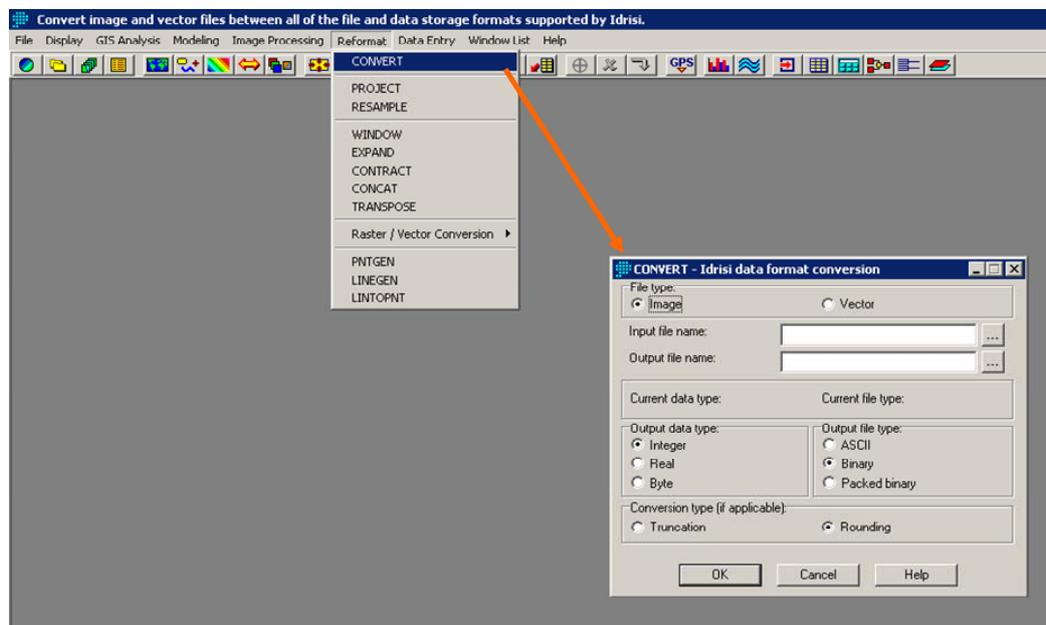 Convert image and vector files between all of the file and data storage formats supported by Idrisi.
File Display GIS Analysis Modeling Image Processing Reformat Data Entry Window List Help
GPS
CONVERT
PROJECT
RESAMPLE
WINDOW
EXPAND
CONTRACT
CONCAT
TRANSPOSE
Raster / Vector Conversion
PNTGEN
LINEGEN
LINTOPNT
CONVERT - Idrisi data format conversion
File type:
Image Vector
Input file name: ...
Output file name: ...
Current data type: Current file type:
Output data type: Output file type:
Integer ASCII
Real Binary
Byte Packed binary
Conversion type (if applicable):
Truncation Rounding
OK Cancel Help